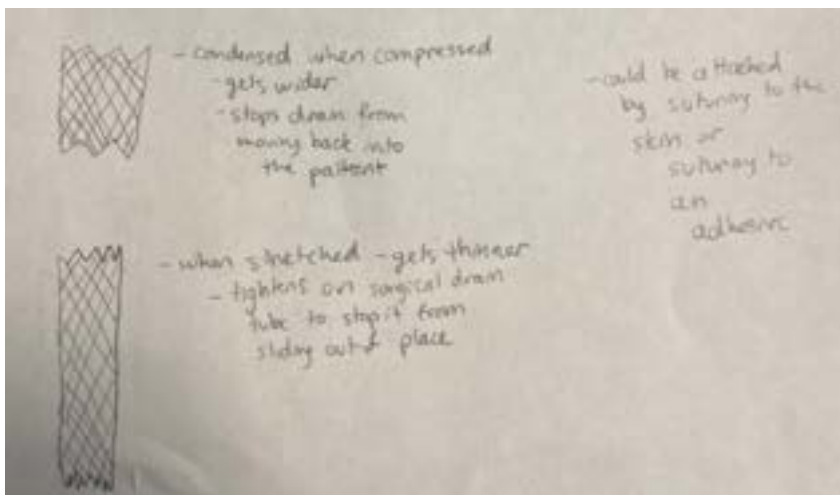 - condensed when compressed
- gets wider
- stops drain from
moving back into
the patient
- could be attached
by suturing to the
skin or
suturing to
an
adhesive
- when stretched - gets thinner
- tightens on surgical drain
tube to stop it from
sliding out of place